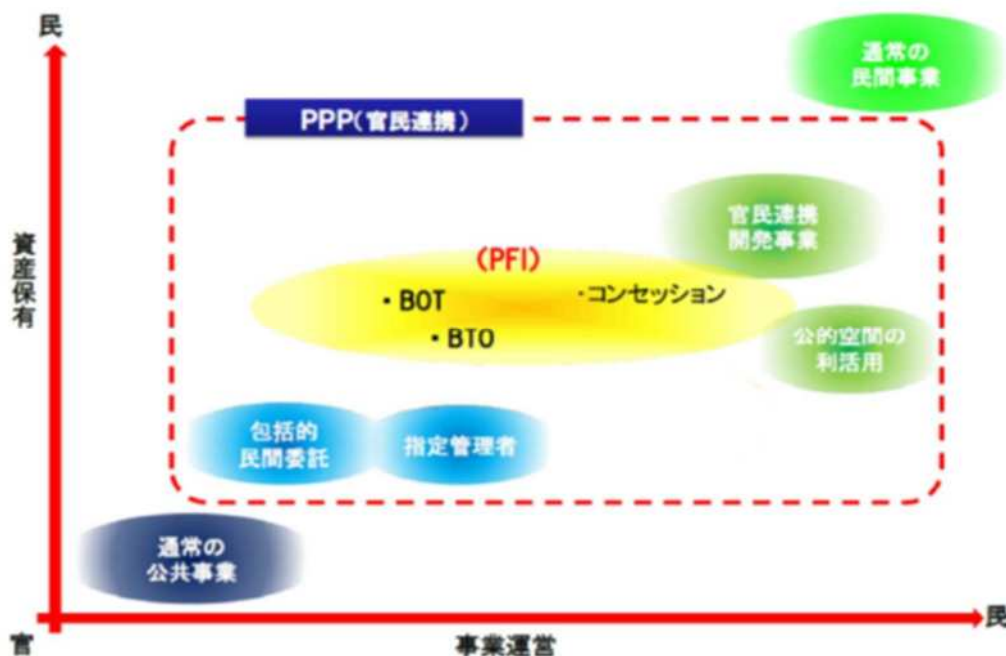 民
通常の
民間事業
PPP(官民連携)
官民連携
開発事業
資産保有
(PFI)
・BOT
・コンセッション
・BTO
公的空間の
利活用
包括的
民間委託
指定管理者
通常の
公共事業
官
事業運営
民